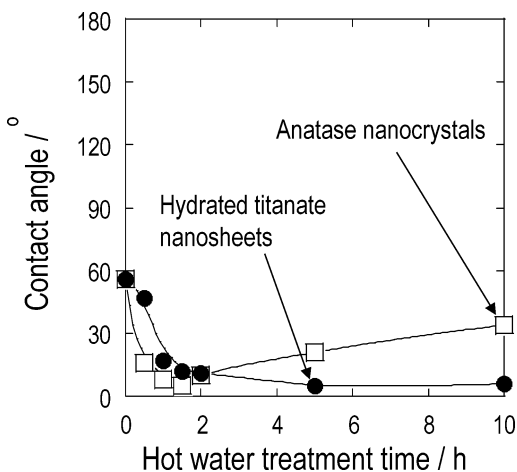 180
150
120
90
60
30
0
Contact angle / °
Anatase nanocrystals
Hydrated titanate
nanosheets
0 2 4 6 8 10
Hot water treatment time / h